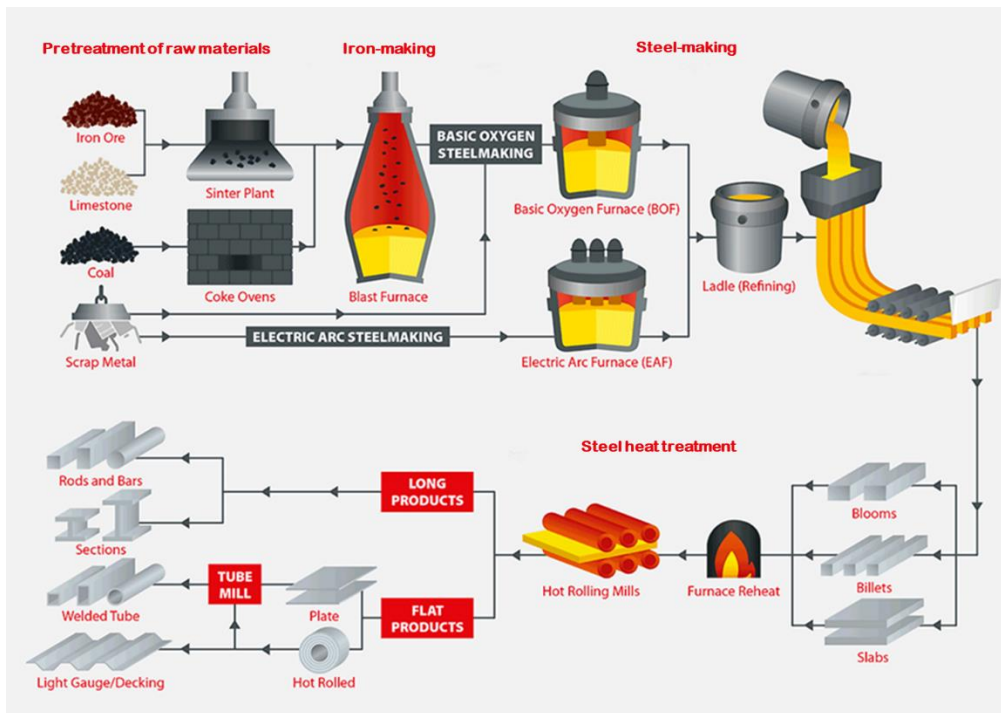 Pretreatment of raw materials
Iron-making
Steel-making
Iron Ore
Limestone
Sinter Plant
Coal
Coke Ovens
Scrap Metal
Blast Furnace
BASIC OXYGEN
STEELMAKING
Basic Oxygen Furnace (BOF)
ELECTRIC ARC STEELMAKING
Electric Arc Furnace (EAF)
Ladle (Refining)
Steel heat treatment
Blooms
Billets
Slabs
Furnace Reheat
Hot Rolling Mills
LONG
PRODUCTS
FLAT
PRODUCTS
Rods and Bars
Sections
Welded Tube
TUBE
MILL
Plate
Light Gauge/Decking
Hot Rolled